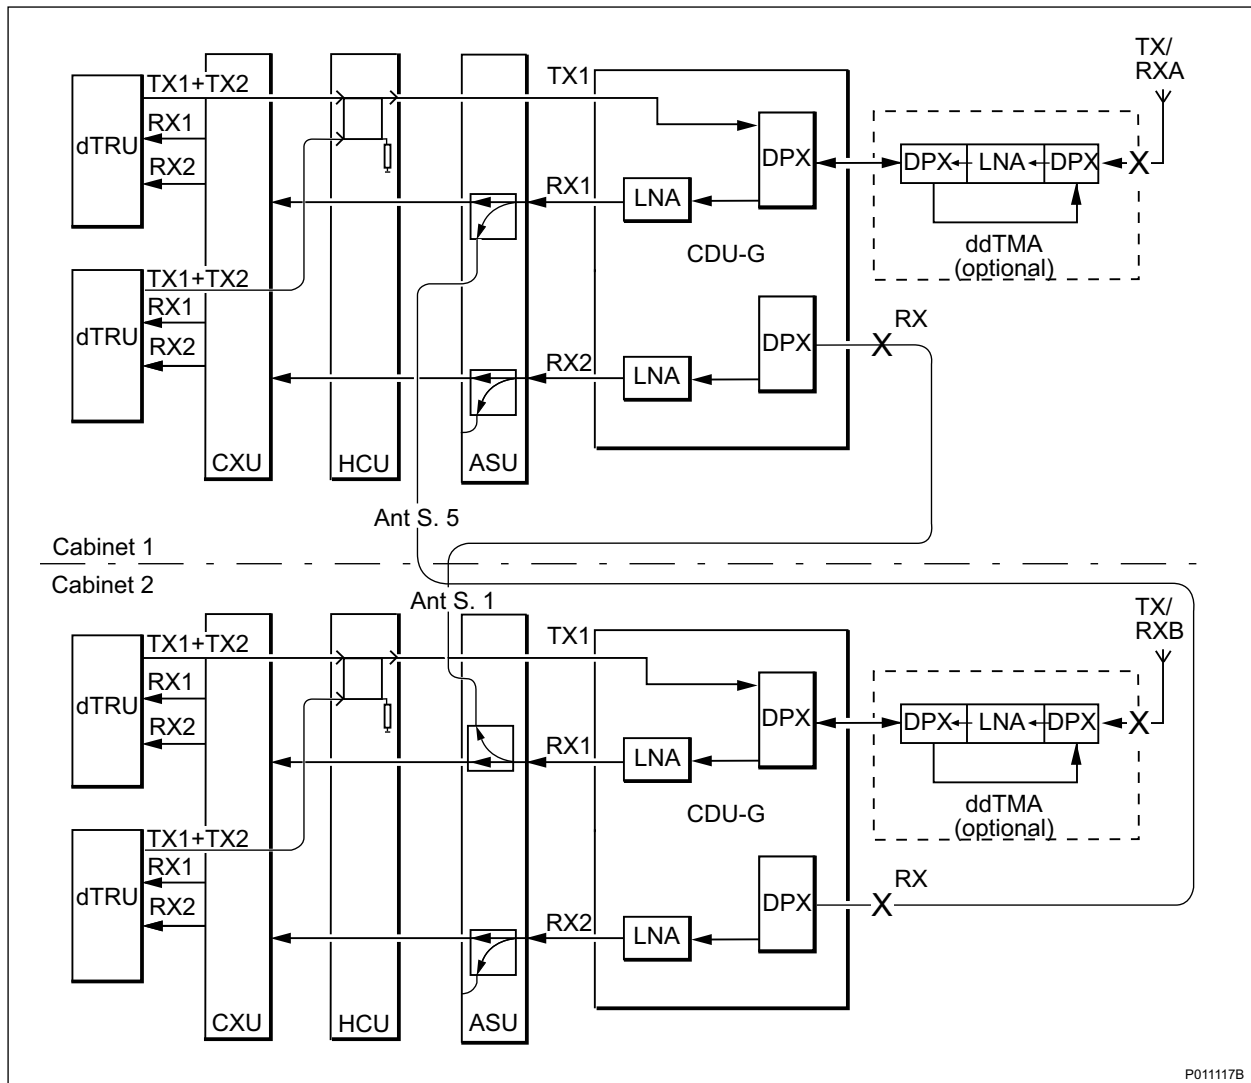 TX/
RXA
TX1+TX2
TX1
RX1
dTRU
RX2
DPX
DPX LNA DPX
RX1
LNA
ddTMA
(optional)
CDU-G
TX1+TX2
RX1
dTRU
RX2
RX
DPX
RX2
LNA
CXU
HCU
ASU
Ant S. 5
Cabinet 1
Cabinet 2
Ant S. 1
TX/
RXB
TX1+TX2
TX1
RX1
dTRU
RX2
DPX
DPX LNA DPX
RX1
LNA
ddTMA
(optional)
CDU-G
TX1+TX2
RX1
dTRU
RX2
RX
DPX
RX2
LNA
CXU
HCU
ASU
P011117B